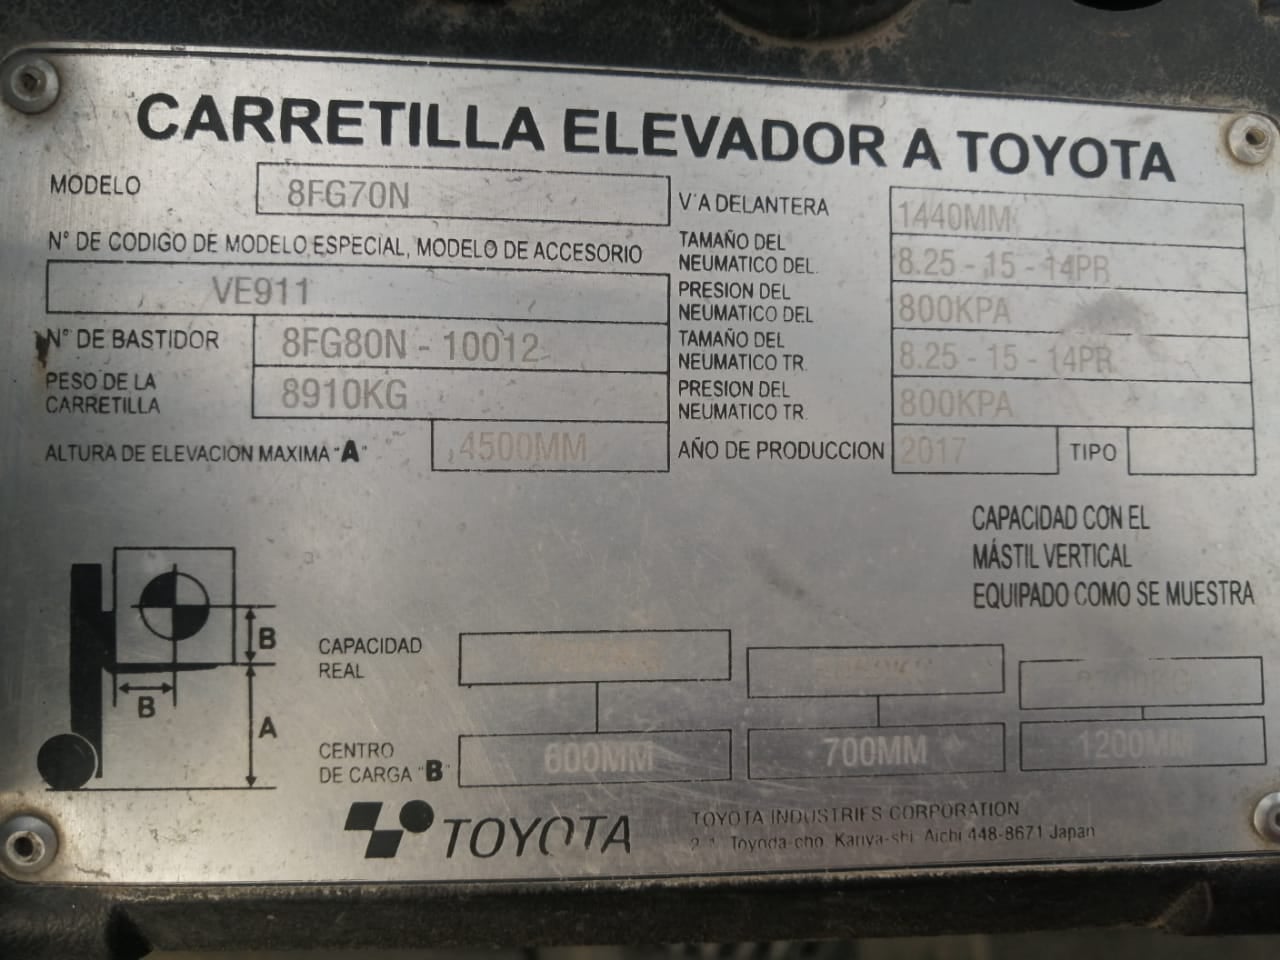 CARRETILLA ELEVADOR A TOYOTA
MODELO 8FG70N
N° DE CODIGO DE MODELO ESPECIAL, MODELO DE ACCESORIO
VE911
N° DE BASTIDOR 8FG80N - 10012
PESO DE LA CARRETILLA 8910KG
ALTURA DE ELEVACION MAXIMA "A" 4500MM
V'A DELANTERA 1440MM
TAMAÑO DEL NEUMATICO DEL. 8.25 - 15 - 14PR
PRESION DEL NEUMATICO DEL 800KPA
TAMAÑO DEL NEUMATICO TR. 8.25 - 15 - 14PR
PRESION DEL NEUMATICO TR. 800KPA
AÑO DE PRODUCCION 2017 TIPO
CAPACIDAD CON EL
MÁSTIL VERTICAL
EQUIPADO COMO SE MUESTRA
B
B
A
CAPACIDAD REAL
CENTRO DE CARGA "B" 600MM 700MM 1200MM
TOYOTA
TOYOTA INDUSTRIES CORPORATION
Toyoda-cho, Kariya-shi, Aichi 448-8671 Japan